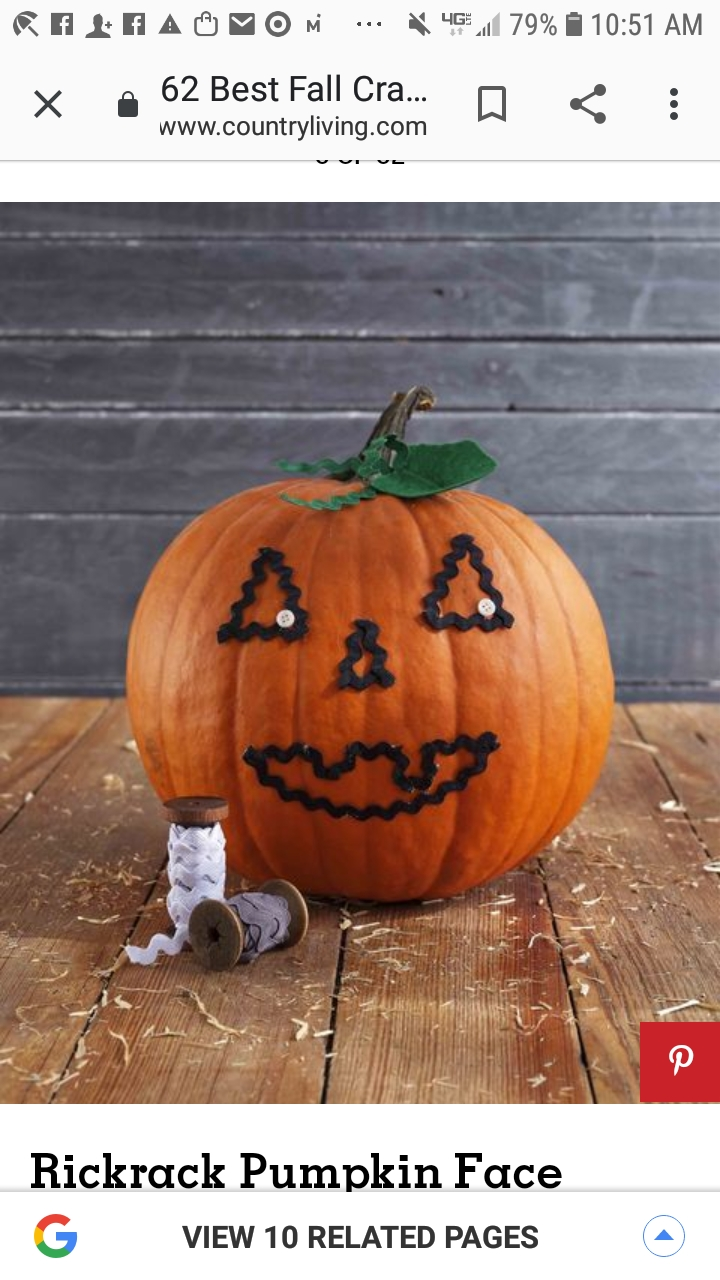 4G LTE 79% 10:51 AM
62 Best Fall Cra...
www.countryliving.com
Rickrack Pumpkin Face
VIEW 10 RELATED PAGES